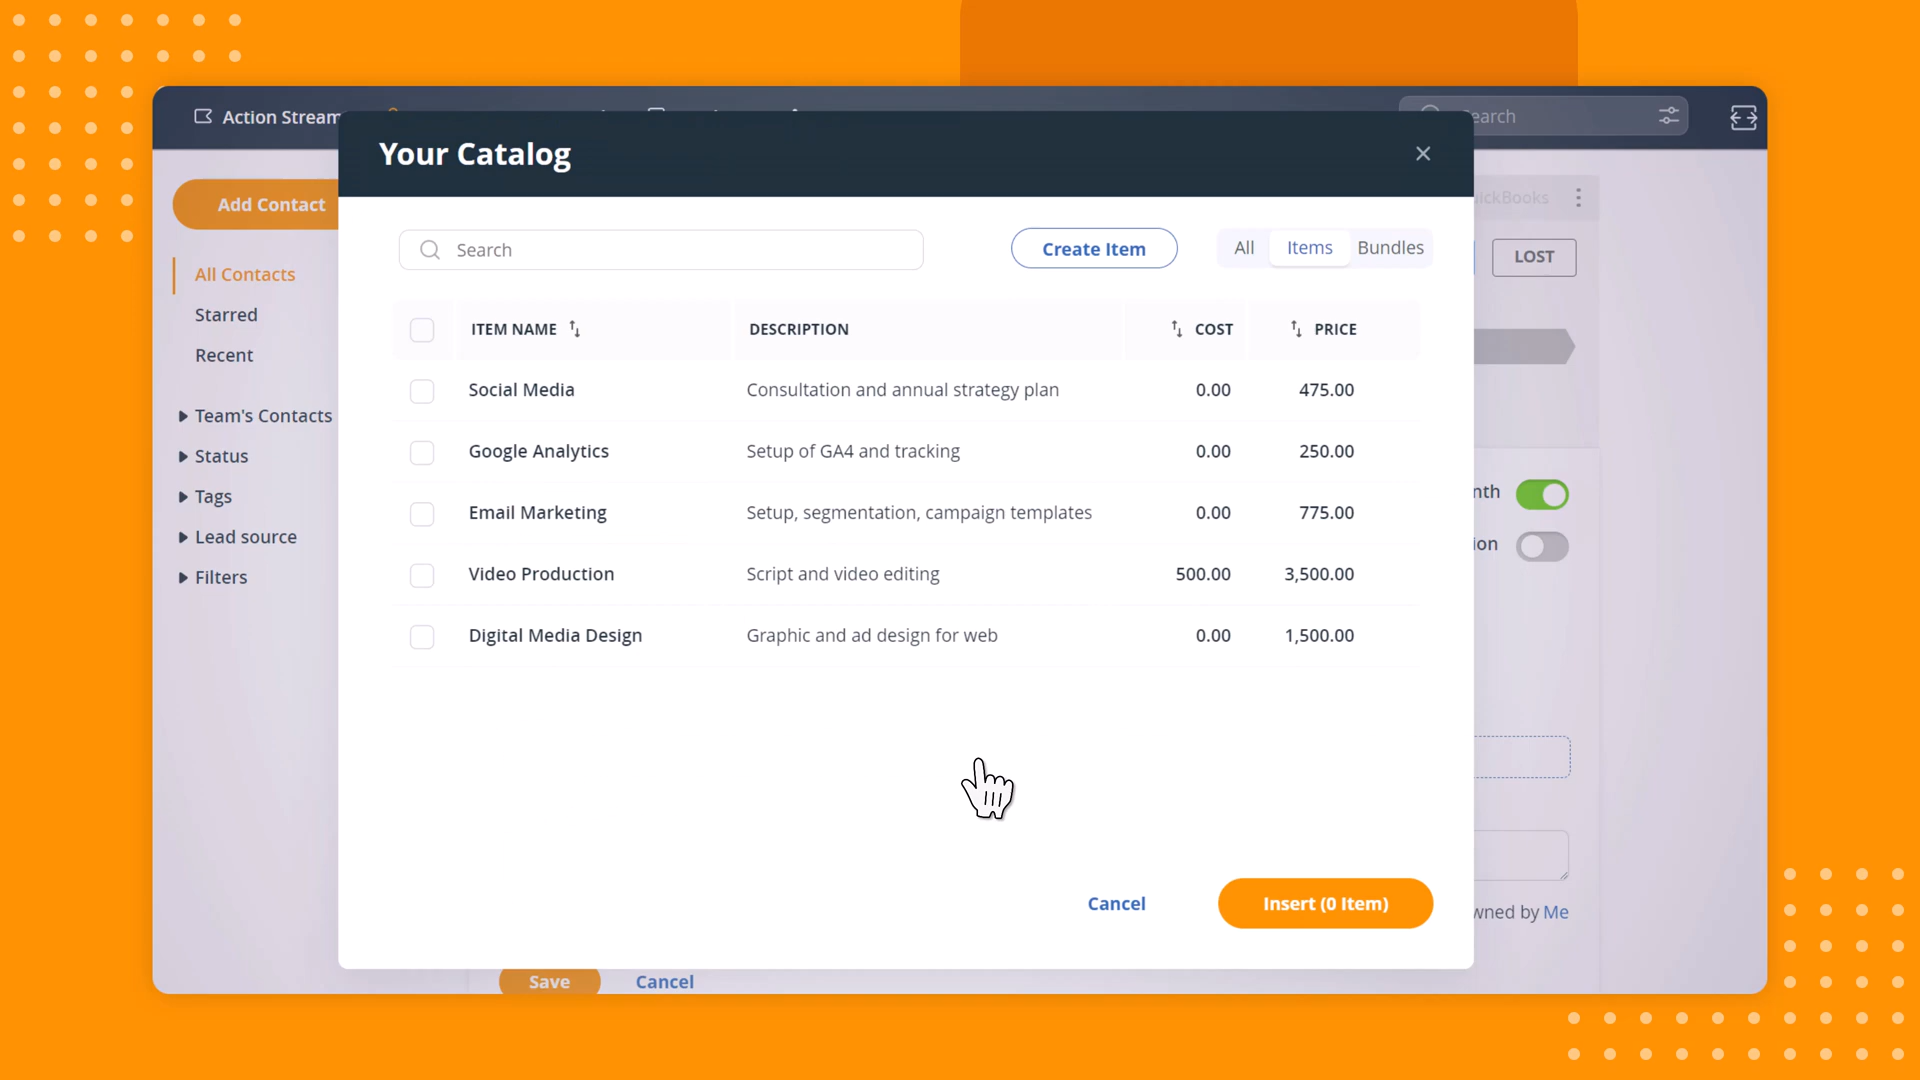 Action Stream
Search
Your Catalog
QuickBooks
Add Contact
Search
Create Item
All
Items
Bundles
LOST
All Contacts
Starred
Recent
Team's Contacts
Status
Tags
Lead source
Filters
ITEM NAME DESCRIPTION COST PRICE
Social Media Consultation and annual strategy plan 0.00 475.00
Google Analytics Setup of GA4 and tracking 0.00 250.00
Email Marketing Setup, segmentation, campaign templates 0.00 775.00
Video Production Script and video editing 500.00 3,500.00
Digital Media Design Graphic and ad design for web 0.00 1,500.00
Cancel
Insert (0 Item)
owned by Me
Save
Cancel